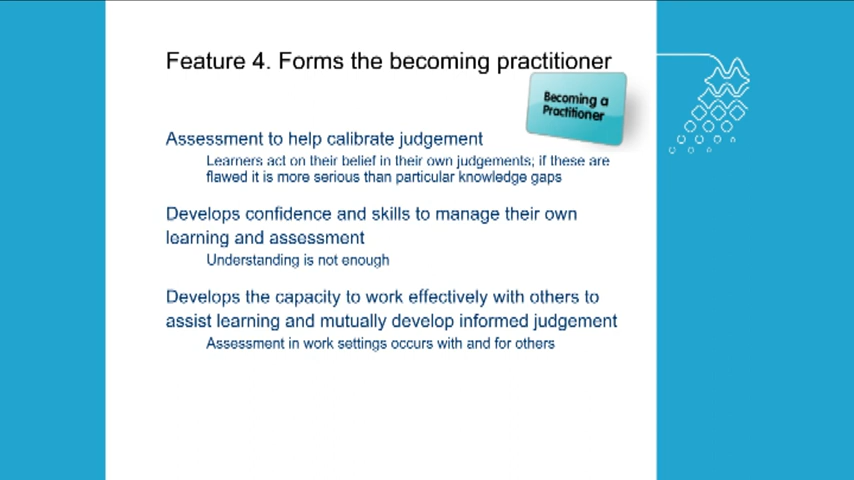 Feature 4. Forms the becoming practitioner
Becoming a
Practitioner
Assessment to help calibrate judgement
Learners act on their belief in their own judgements; if these are
flawed it is more serious than particular knowledge gaps
Develops confidence and skills to manage their own
learning and assessment
Understanding is not enough
Develops the capacity to work effectively with others to
assist learning and mutually develop informed judgement
Assessment in work settings occurs with and for others